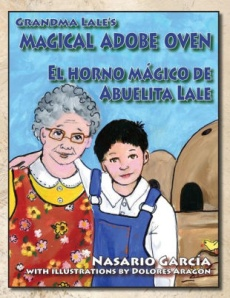 GRANDMA LALE'S
MAGICAL ADOBE OVEN
EL HORNO MÁGICO DE
ABUELITA LALE
NASARIO GARCÍA
WITH ILLUSTRATIONS BY DOLORES ARAGÓN